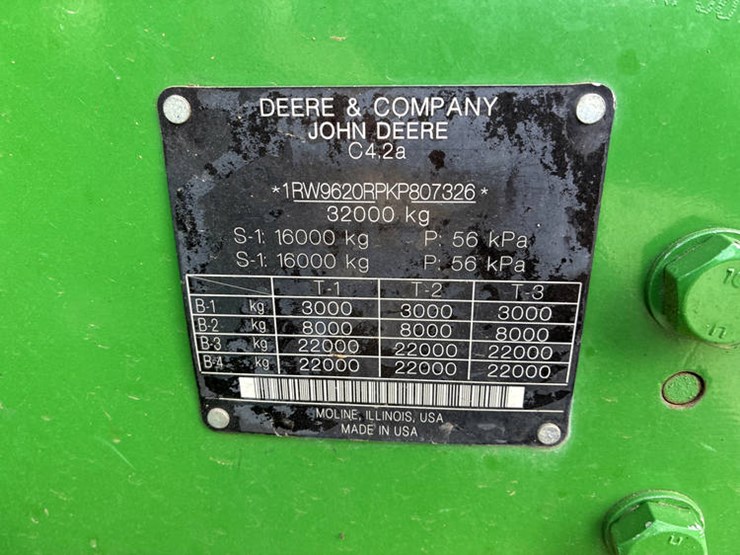 DEERE & COMPANY
JOHN DEERE
C4.2a
*1RW9620RPKP807326*
32000 kg
S-1: 16000 kg P: 56 kPa
S-1: 16000 kg P: 56 kPa
T-1 T-2 T-3
B-1 kg 3000 3000 3000
B-2 kg 8000 8000 8000
B-3 kg 22000 22000 22000
B-4 kg 22000 22000 22000
MOLINE, ILLINOIS, USA
MADE IN USA